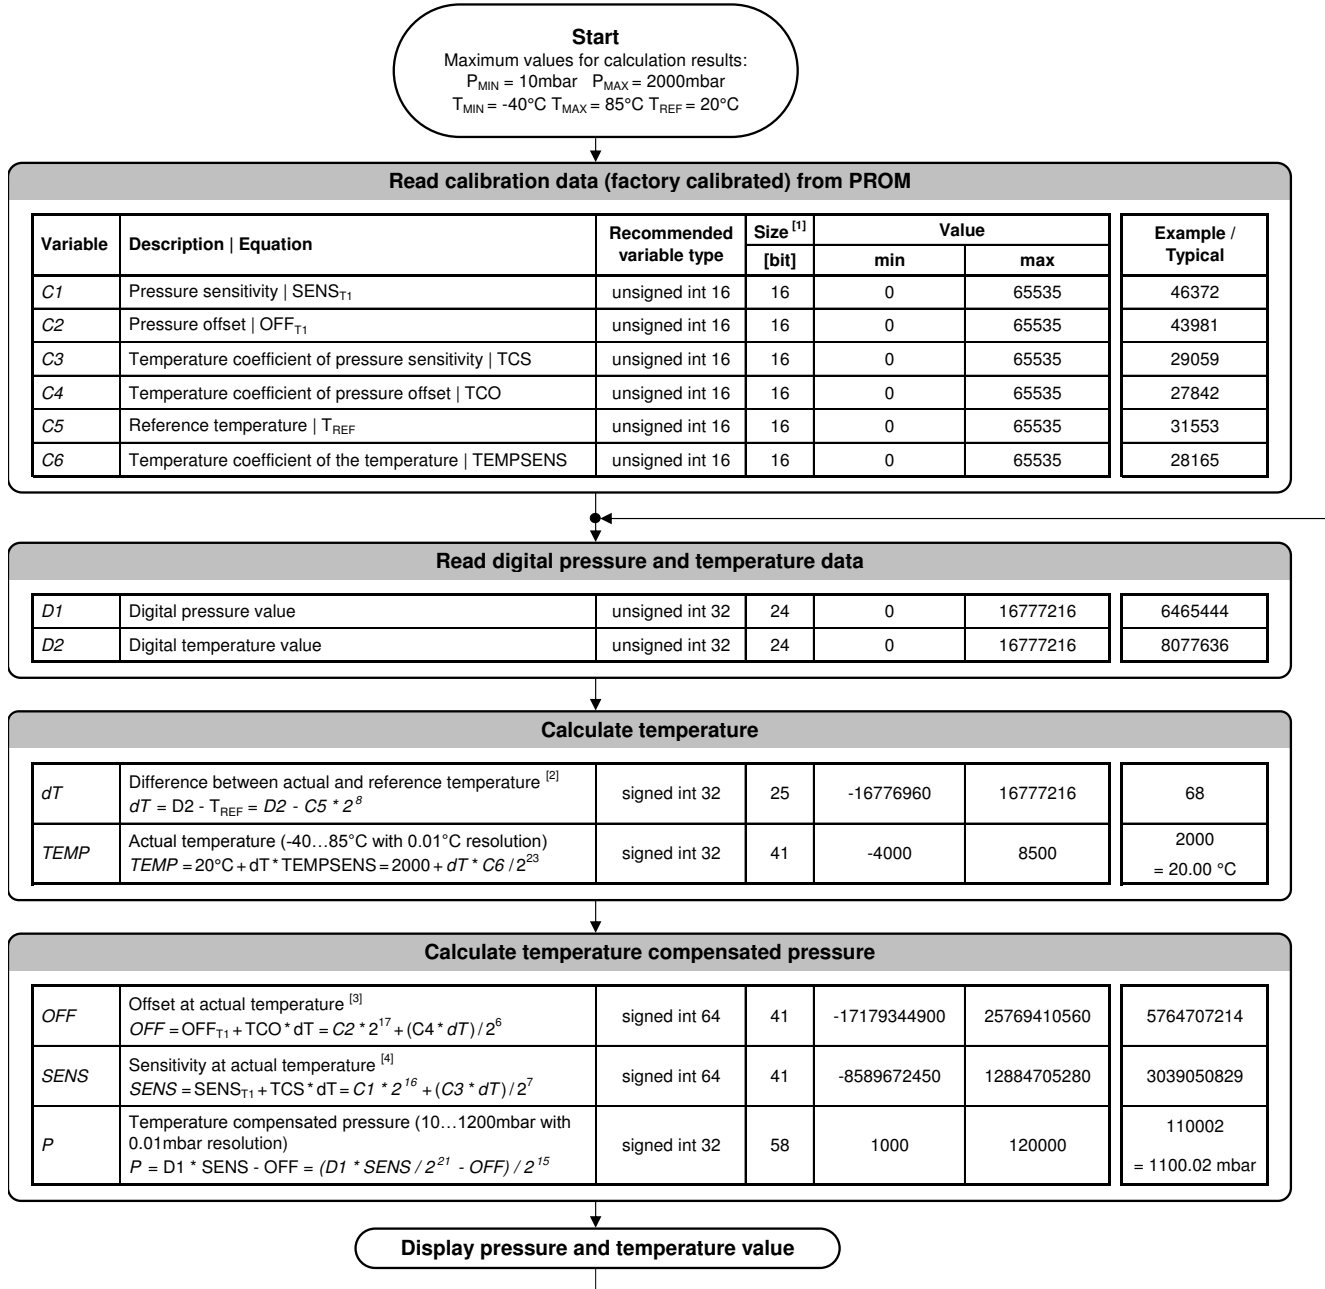 Start
Maximum values for calculation results:
PMIN = 10mbar PMAX = 2000mbar
TMIN = -40°C TMAX = 85°C TREF = 20°C
Read calibration data (factory calibrated) from PROM
Variable Description | Equation Recommended variable type Size [1] [bit] Value min max Example / Typical
C1 Pressure sensitivity | SENST1 unsigned int 16 16 0 65535 46372
C2 Pressure offset | OFFT1 unsigned int 16 16 0 65535 43981
C3 Temperature coefficient of pressure sensitivity | TCS unsigned int 16 16 0 65535 29059
C4 Temperature coefficient of pressure offset | TCO unsigned int 16 16 0 65535 27842
C5 Reference temperature | TREF unsigned int 16 16 0 65535 31553
C6 Temperature coefficient of the temperature | TEMPSENS unsigned int 16 16 0 65535 28165
Read digital pressure and temperature data
D1 Digital pressure value unsigned int 32 24 0 16777216 6465444
D2 Digital temperature value unsigned int 32 24 0 16777216 8077636
Calculate temperature
Difference between actual and reference temperature [2]
dT dT = D2 - TREF = D2 - C5 * 2^8 signed int 32 25 -16776960 16777216 68
Actual temperature (-40…85°C with 0.01°C resolution) 2000
TEMP TEMP = 20°C + dT * TEMPSENS = 2000 + dT * C6 / 2^23 signed int 32 41 -4000 8500 = 20.00 °C
Calculate temperature compensated pressure
Offset at actual temperature [3]
OFF OFF = OFFT1 + TCO * dT = C2 * 2^17 + (C4 * dT) / 2^6 signed int 64 41 -17179344900 25769410560 5764707214
Sensitivity at actual temperature [4]
SENS SENS = SENST1 + TCS * dT = C1 * 2^16 + (C3 * dT) / 2^7 signed int 64 41 -8589672450 12884705280 3039050829
Temperature compensated pressure (10…1200mbar with 110002
P 0.01mbar resolution) signed int 32 58 1000 120000
P = D1 * SENS - OFF = (D1 * SENS / 2^21 - OFF) / 2^15 = 1100.02 mbar
Display pressure and temperature value